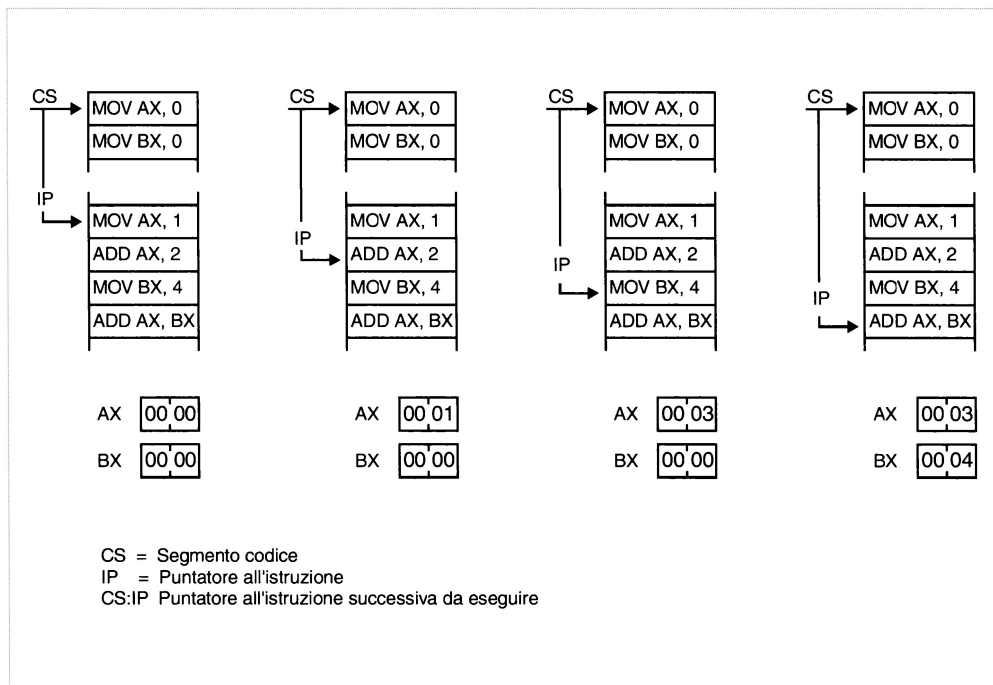 CS
MOV AX, 0
MOV BX, 0
IP
MOV AX, 1
ADD AX, 2
MOV BX, 4
ADD AX, BX
AX 00 00
BX 00 00
CS
MOV AX, 0
MOV BX, 0
IP
MOV AX, 1
ADD AX, 2
MOV BX, 4
ADD AX, BX
AX 00 01
BX 00 00
CS
MOV AX, 0
MOV BX, 0
IP
MOV AX, 1
ADD AX, 2
MOV BX, 4
ADD AX, BX
AX 00 03
BX 00 00
CS
MOV AX, 0
MOV BX, 0
IP
MOV AX, 1
ADD AX, 2
MOV BX, 4
ADD AX, BX
AX 00 03
BX 00 04
CS = Segmento codice
IP = Puntatore all'istruzione
CS:IP Puntatore all'istruzione successiva da eseguire